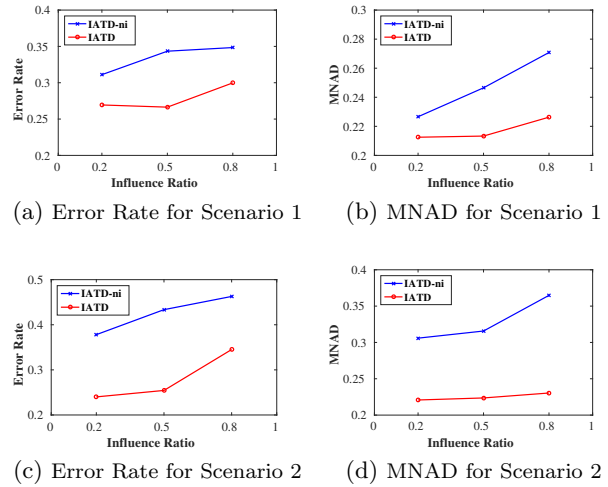 0.4
IATD-ni
IATD
0.35
0.3
0.25
0.2
Error Rate
0
0.2
0.5
0.8
1
Influence Ratio
(a) Error Rate for Scenario 1
0.3
IATD-ni
IATD
0.28
0.26
0.24
0.22
0.2
MNAD
0
0.2
0.5
0.8
1
Influence Ratio
(b) MNAD for Scenario 1
0.5
IATD-ni
IATD
0.4
0.3
0.2
Error Rate
0
0.2
0.5
0.8
1
Influence Ratio
(c) Error Rate for Scenario 2
0.4
IATD-ni
IATD
0.35
0.3
0.25
0.2
MNAD
0
0.2
0.5
0.8
1
Influence Ratio
(d) MNAD for Scenario 2